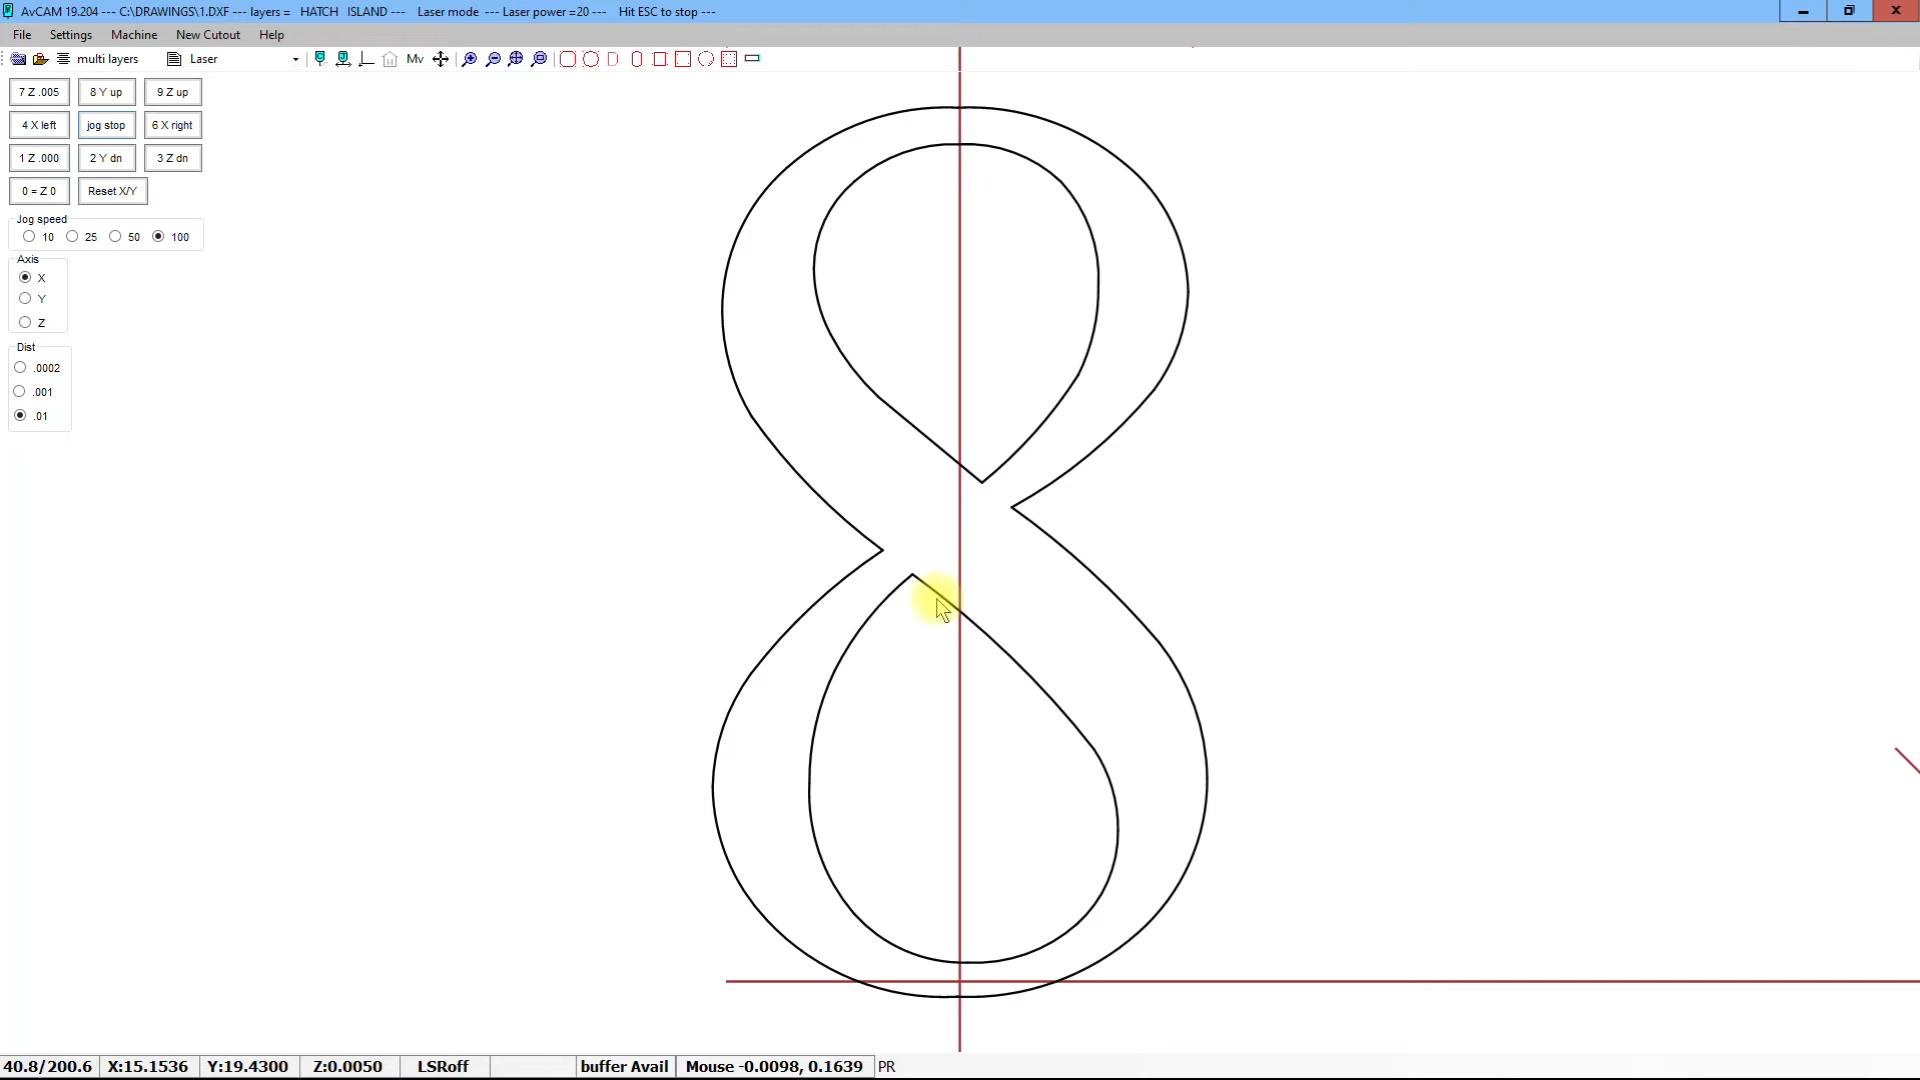 AvCAM 19.204 --- C:\DRAWINGS\1.DXF --- layers = HATCH ISLAND --- Laser mode --- Laser power =20 --- Hit ESC to stop ---
File Settings Machine New Cutout Help
multi layers Laser Mv
7 Z .005 8 Y up 9 Z up
4 X left jog stop 6 X right
1 Z .000 2 Y dn 3 Z dn
0 = Z 0 Reset X/Y
Jog speed
10 25 50 100
Axis
X
Y
Z
Dist
.0002
.001
.01
8
40.8/200.6 X:15.1536 Y:19.4300 Z:0.0050 LSRoff buffer Avail Mouse -0.0098, 0.1639 PR